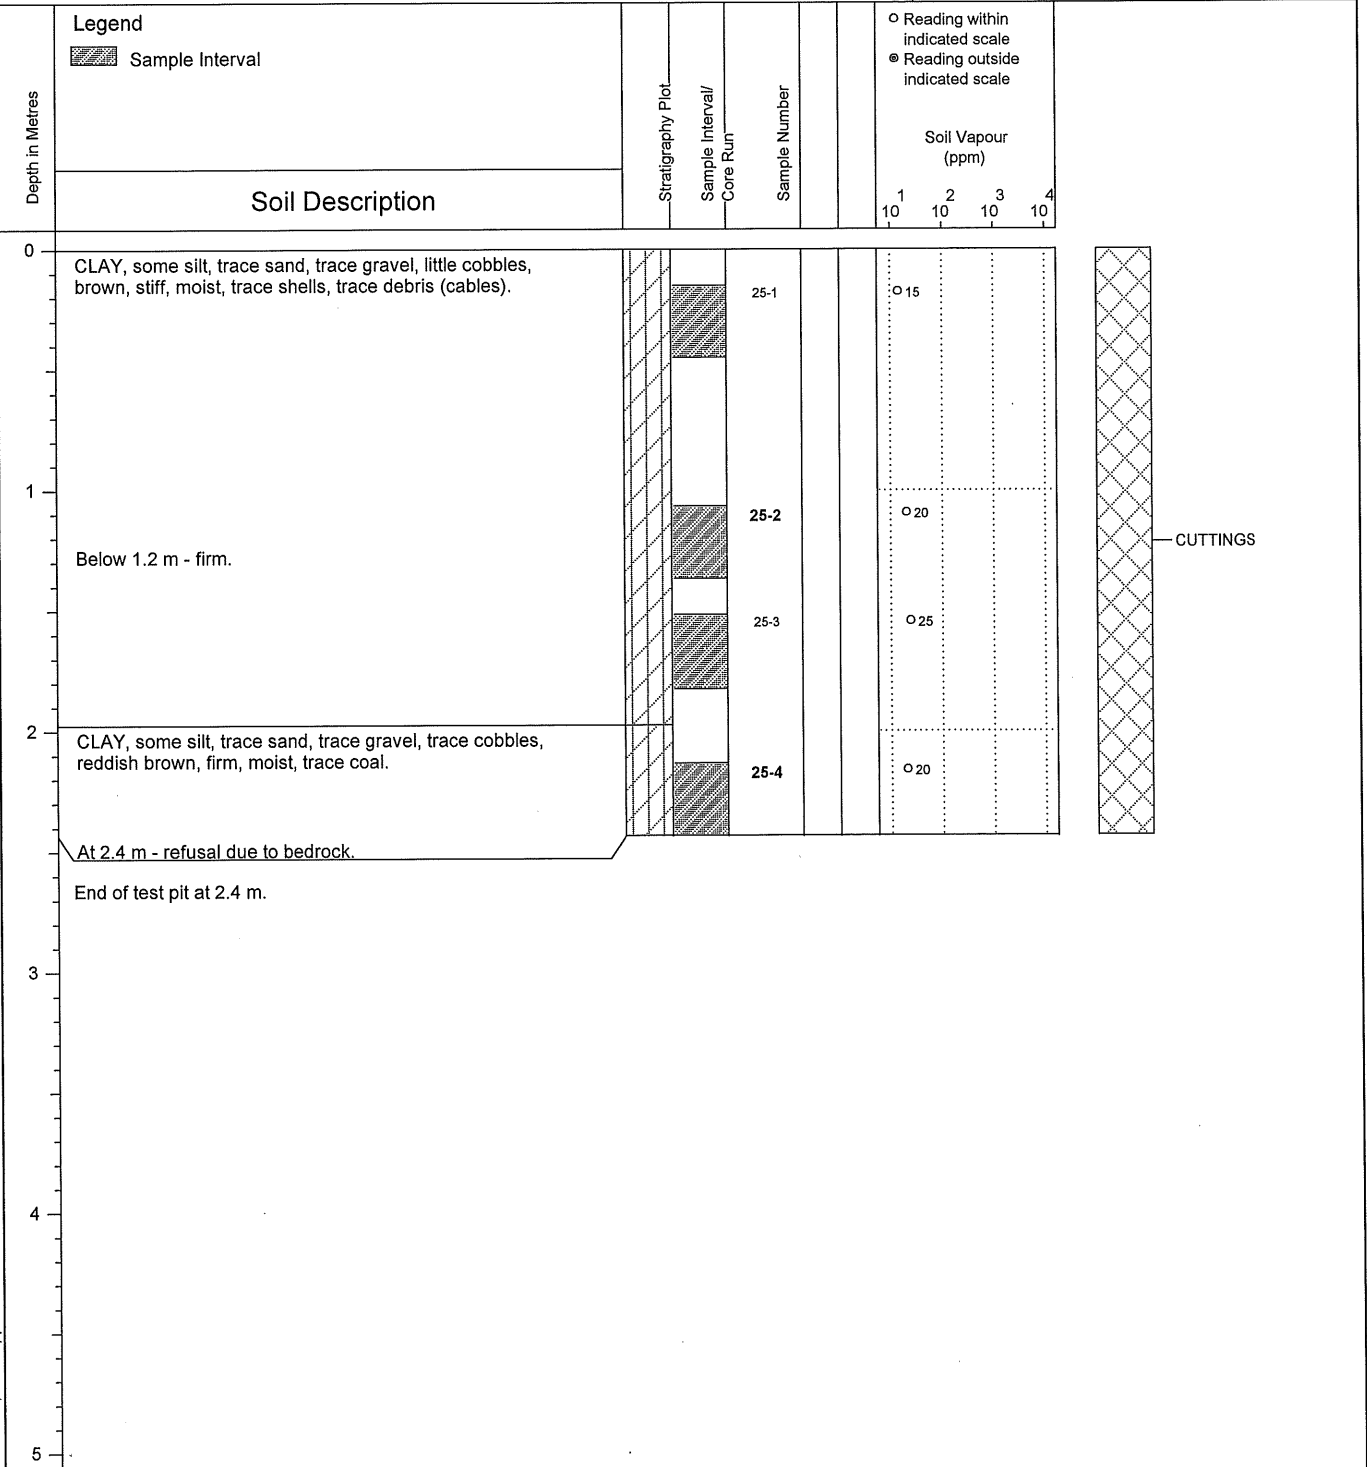 Legend
Sample Interval
Depth in Metres
Soil Description
Stratigraphy Plot
Sample Interval/
Core Run
Sample Number
Reading within
indicated scale
Reading outside
indicated scale
Soil Vapour
(ppm)
10^1 10^2 10^3 10^4
0
CLAY, some silt, trace sand, trace gravel, little cobbles,
brown, stiff, moist, trace shells, trace debris (cables).
25-1
15
1
25-2
20
CUTTINGS
Below 1.2 m - firm.
25-3
25
2
CLAY, some silt, trace sand, trace gravel, trace cobbles,
reddish brown, firm, moist, trace coal.
25-4
20
At 2.4 m - refusal due to bedrock.
End of test pit at 2.4 m.
3
4
5